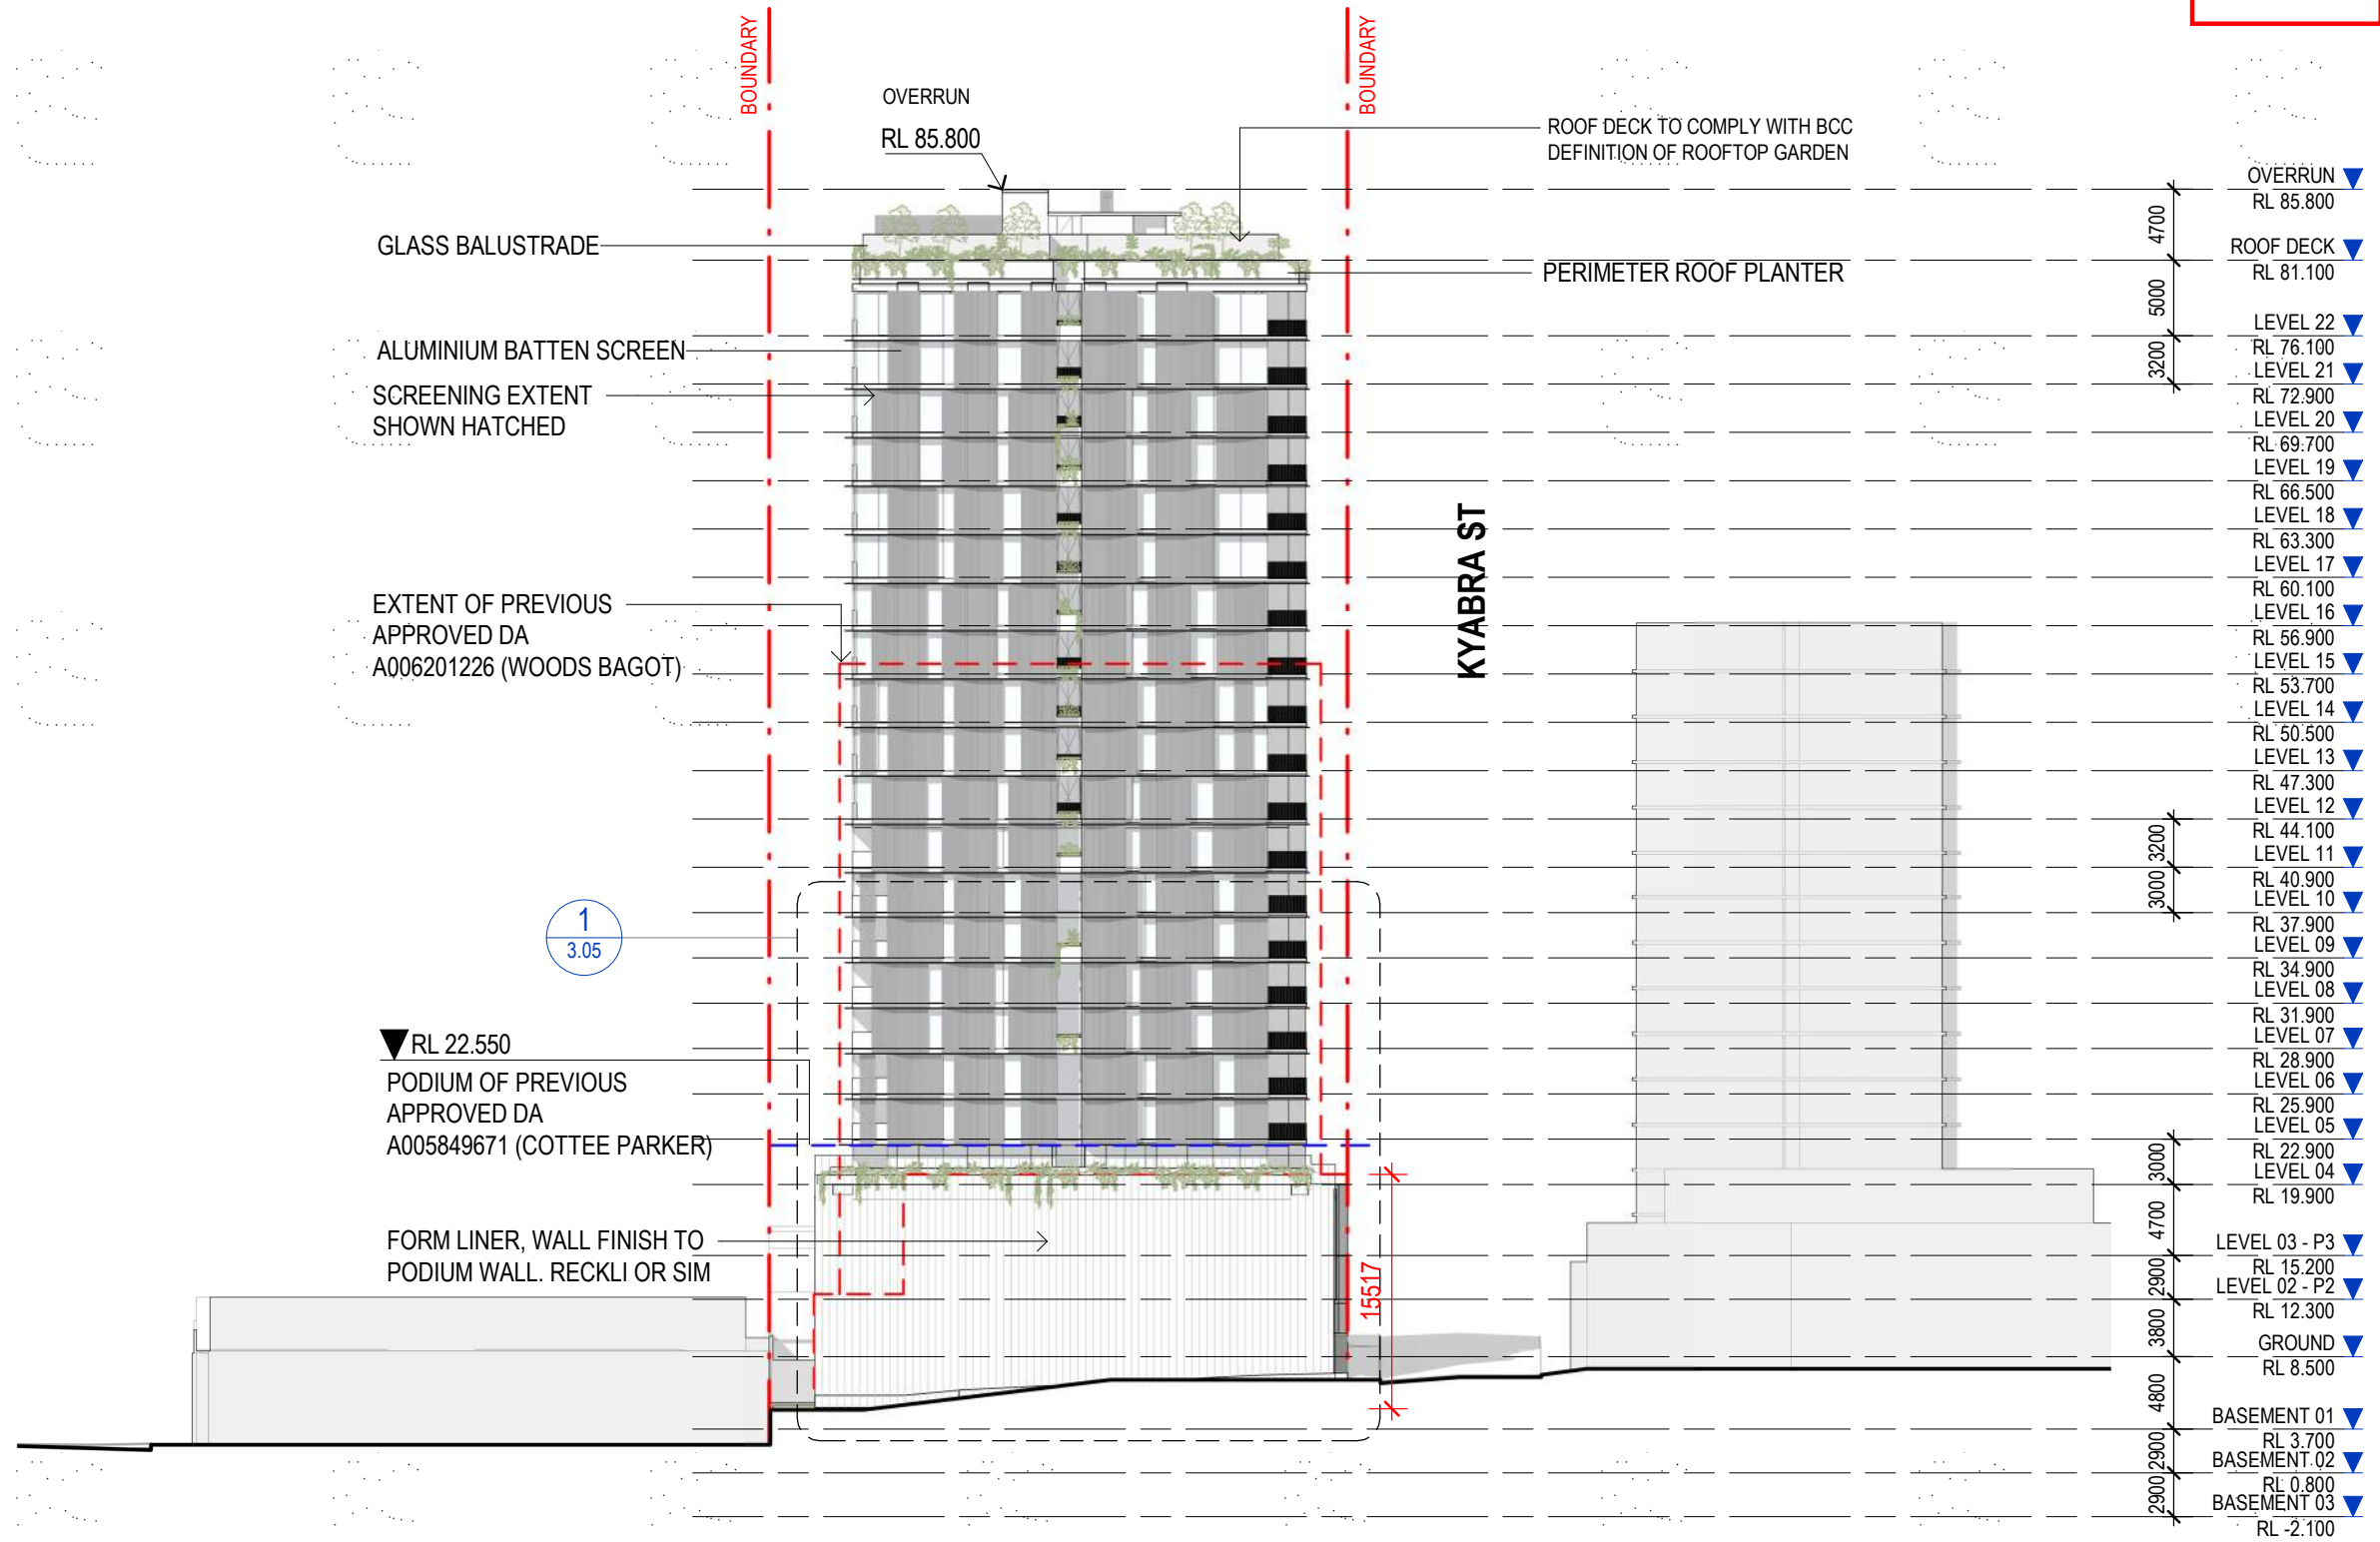 BOUNDARY
BOUNDARY
OVERRUN
RL 85.800
ROOF DECK TO COMPLY WITH BCC
DEFINITION OF ROOFTOP GARDEN
GLASS BALUSTRADE
PERIMETER ROOF PLANTER
ALUMINIUM BATTEN SCREEN
SCREENING EXTENT
SHOWN HATCHED
KYABRA ST
EXTENT OF PREVIOUS
APPROVED DA
A006201226 (WOODS BAGOT)
1
3.05
RL 22.550
PODIUM OF PREVIOUS
APPROVED DA
A005849671 (COTTEE PARKER)
FORM LINER, WALL FINISH TO
PODIUM WALL. RECKLI OR SIM
15517
4700
5000
3200
3200
3000
3000
4700
2900
3800
4800
2900
2900
OVERRUN
RL 85.800
ROOF DECK
RL 81.100
LEVEL 22
RL 76.100
LEVEL 21
RL 72.900
LEVEL 20
RL 69.700
LEVEL 19
RL 66.500
LEVEL 18
RL 63.300
LEVEL 17
RL 60.100
LEVEL 16
RL 56.900
LEVEL 15
RL 53.700
LEVEL 14
RL 50.500
LEVEL 13
RL 47.300
LEVEL 12
RL 44.100
LEVEL 11
RL 40.900
LEVEL 10
RL 37.900
LEVEL 09
RL 34.900
LEVEL 08
RL 31.900
LEVEL 07
RL 28.900
LEVEL 06
RL 25.900
LEVEL 05
RL 22.900
LEVEL 04
RL 19.900
LEVEL 03 - P3
RL 15.200
LEVEL 02 - P2
RL 12.300
GROUND
RL 8.500
BASEMENT 01
RL 3.700
BASEMENT 02
RL 0.800
BASEMENT 03
RL -2.100